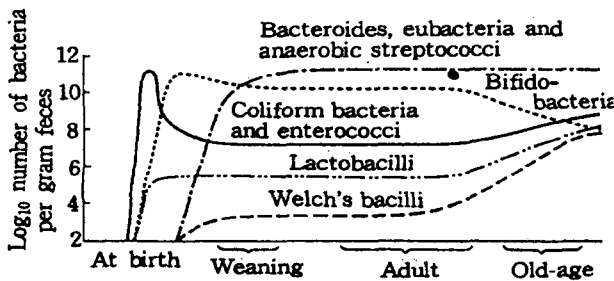 Bacteroides, eubacteria and
anaerobic streptococci
Bifido-
bacteria
Coliform bacteria
and enterococci
Lactobacilli
Welch's bacilli
Log₁₀ number of bacteria
per gram feces
12
10
8
6
4
2
At birth
Weaning
Adult
Old-age